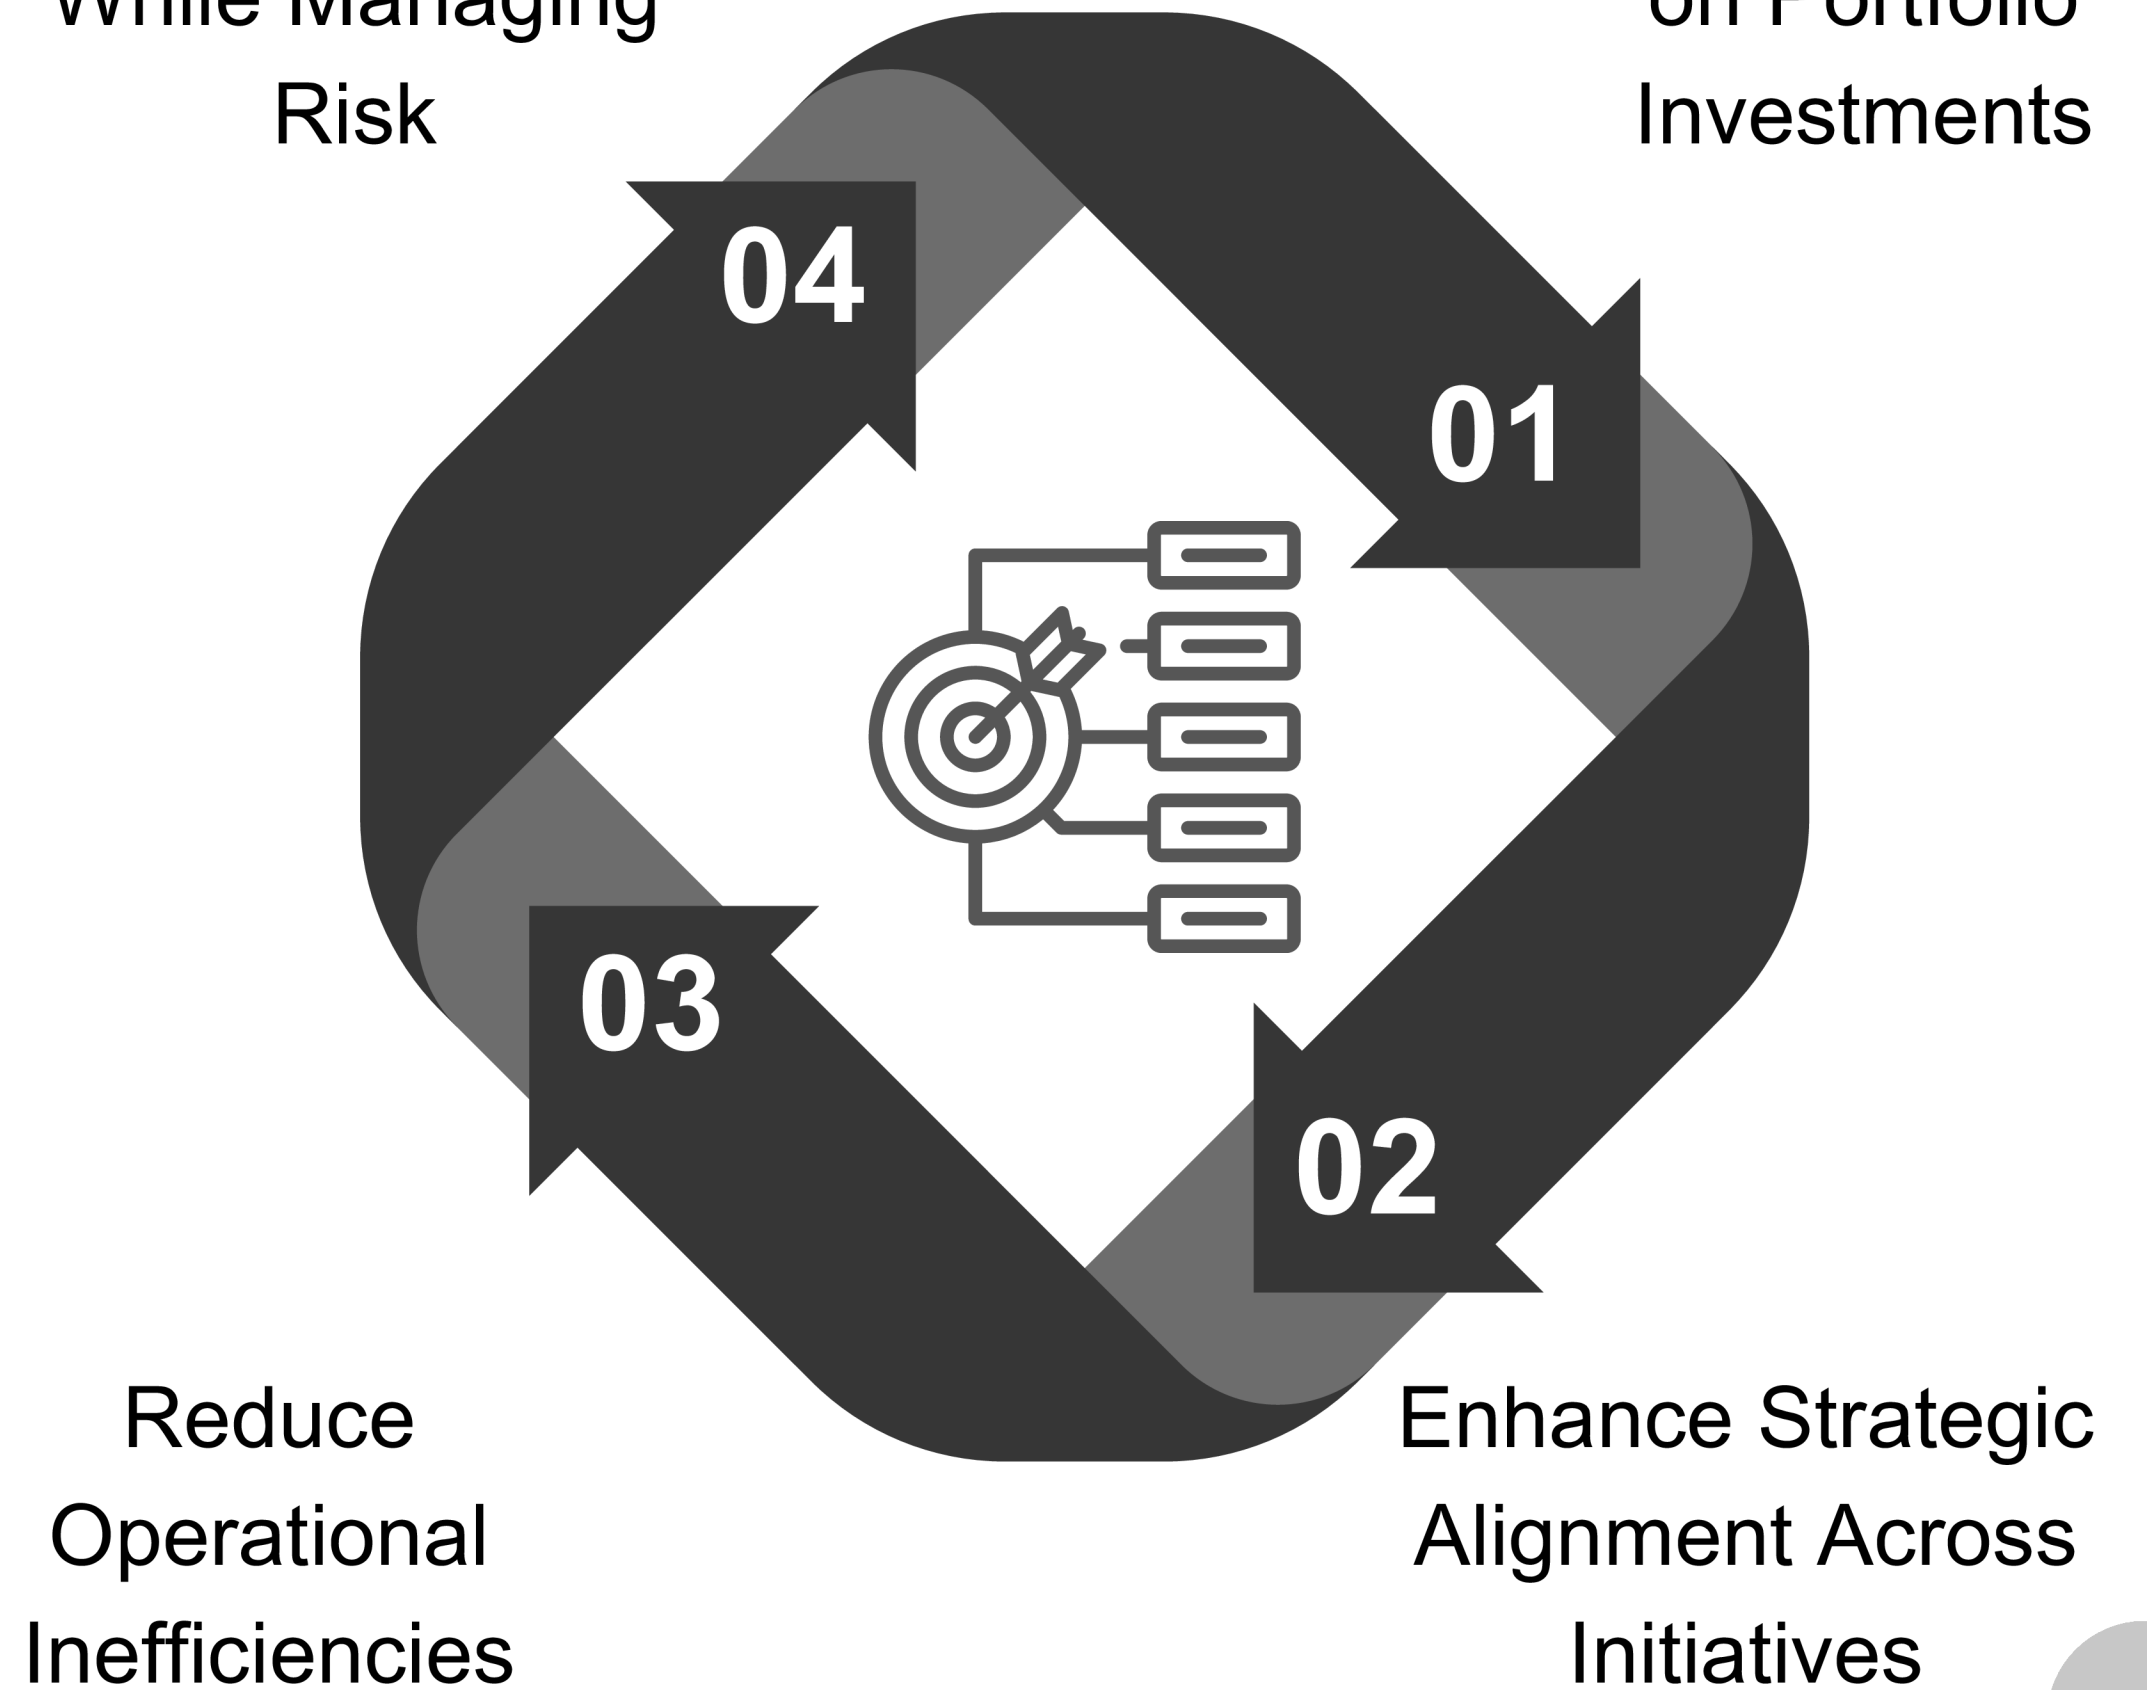 While Managing
Risk
on Portfolio
Investments
04
01
03
02
Reduce
Operational
Inefficiencies
Enhance Strategic
Alignment Across
Initiatives